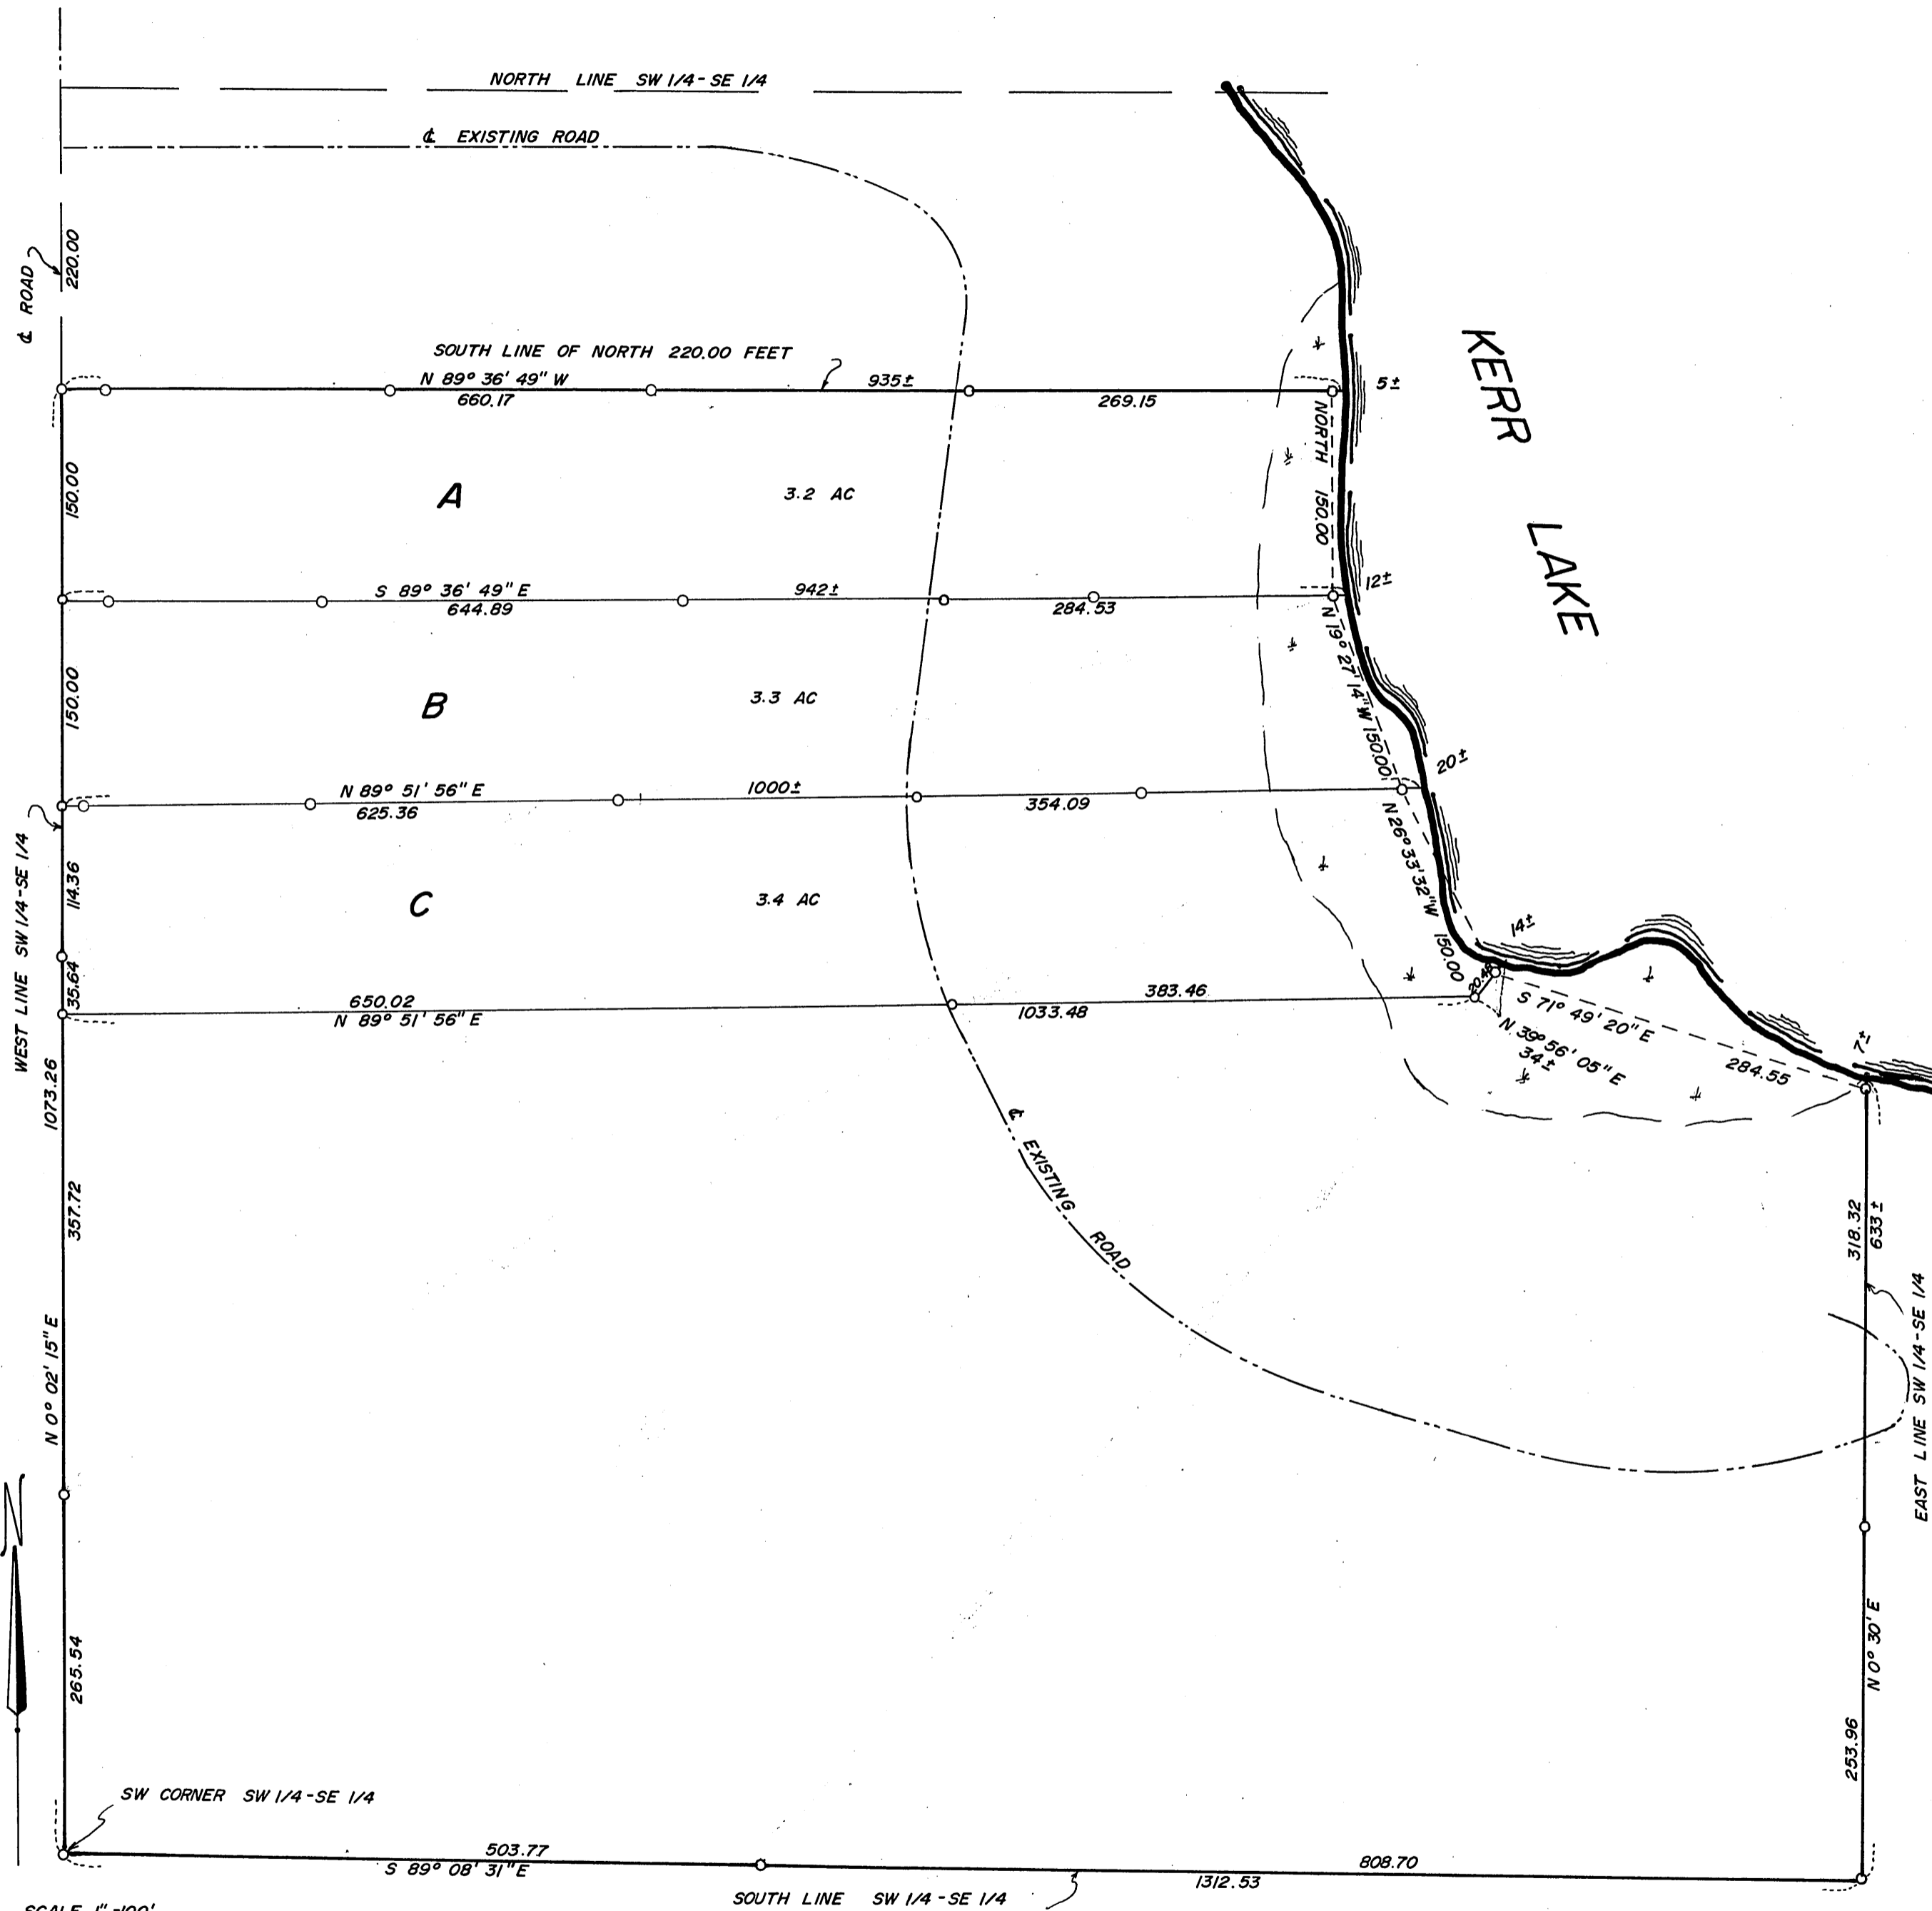 NORTH LINE SW 1/4 - SE 1/4
℄ EXISTING ROAD
220.00
℄ ROAD
SOUTH LINE OF NORTH 220.00 FEET
N 89° 36' 49" W
935±
660.17
269.15
5±
KERR
LAKE
NORTH 150.00
150.00
A
3.2 AC
S 89° 36' 49" E
942±
644.89
284.53
12±
N 19° 27' 14" W 150.00
150.00
B
3.3 AC
20±
N 89° 51' 56" E
1000±
625.36
354.09
N 26° 33' 32" W 150.00
WEST LINE SW 1/4 - SE 1/4
114.36
C
3.4 AC
14±
35.64
650.02
383.46
20.48
N 89° 51' 56" E
1033.48
S 71° 49' 20" E
284.55
N 39° 56' 05" E
34±
7±
1073.26
357.72
℄ EXISTING ROAD
318.32
633±
EAST LINE SW 1/4 - SE 1/4
N 0° 02' 15" E
N
N 0° 30' E
265.54
253.96
SW CORNER SW 1/4 - SE 1/4
503.77
808.70
S 89° 08' 31" E
1312.53
SOUTH LINE SW 1/4 - SE 1/4
SCALE 1" =100'